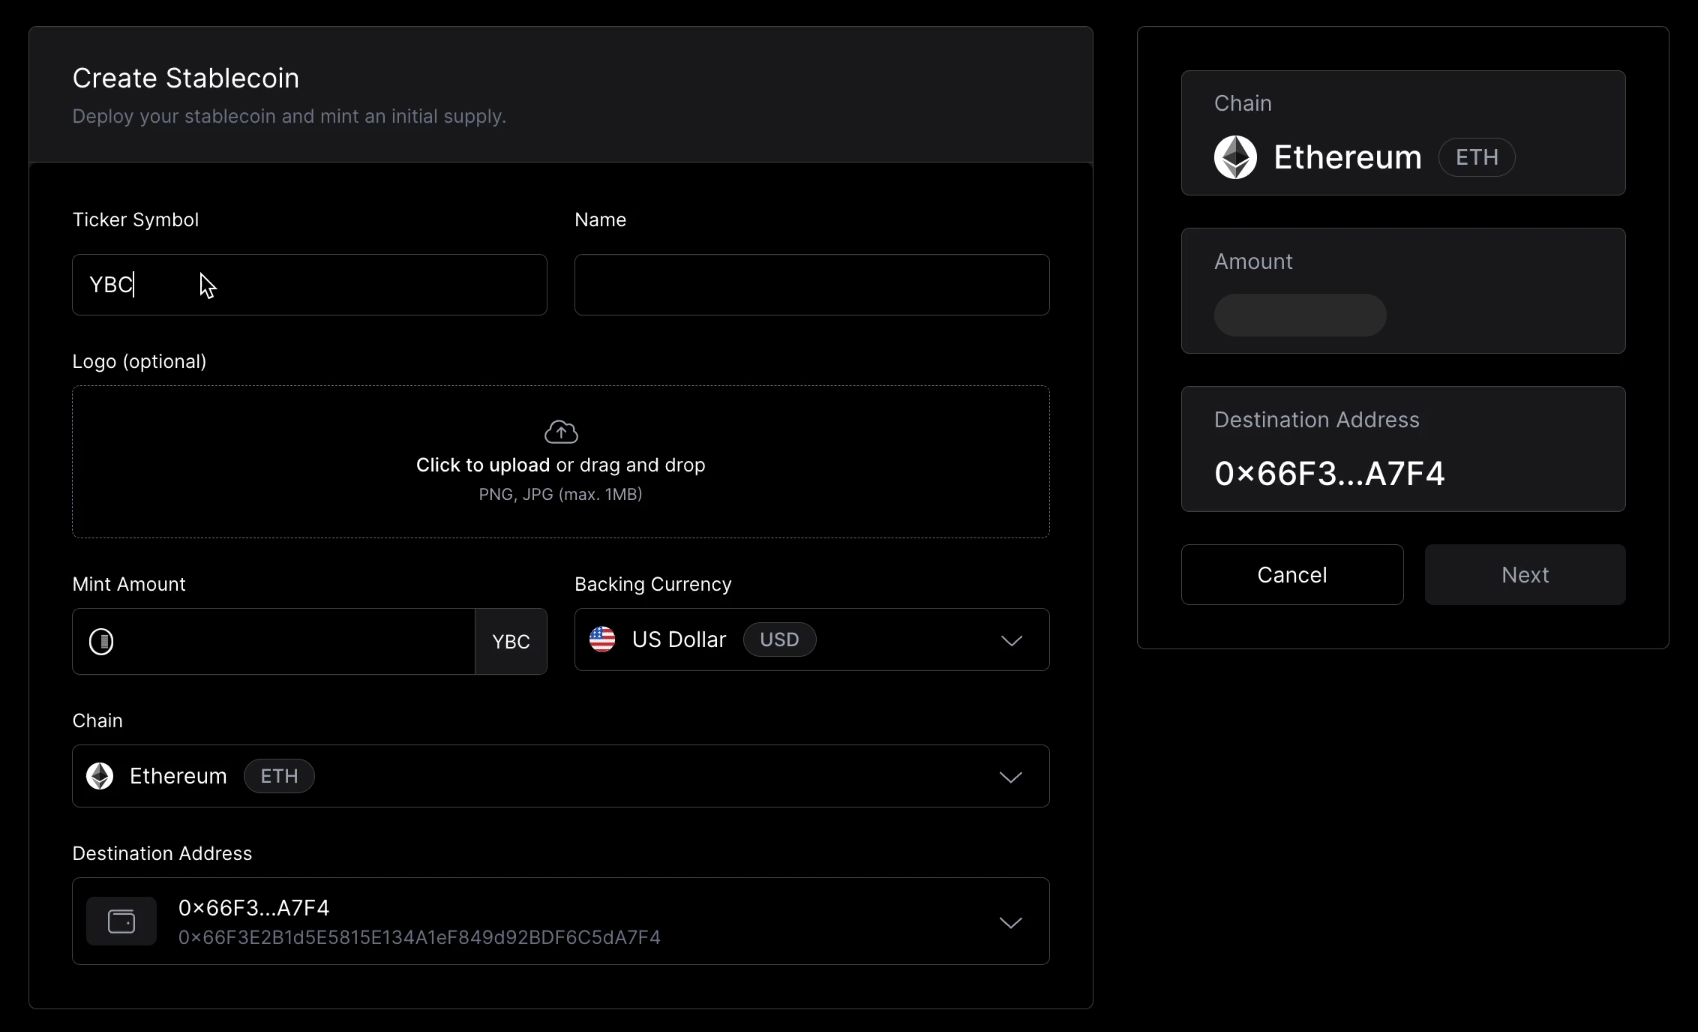 Create Stablecoin
Deploy your stablecoin and mint an initial supply.
Ticker Symbol
YBC
Name
Logo (optional)
Click to upload or drag and drop
PNG, JPG (max. 1MB)
Mint Amount
YBC
Backing Currency
US Dollar USD
Chain
Ethereum ETH
Destination Address
0×66F3...A7F4
0×66F3E2B1d5E5815E134A1eF849d92BDF6C5dA7F4
Chain
Ethereum ETH
Amount
Destination Address
0×66F3...A7F4
Cancel
Next